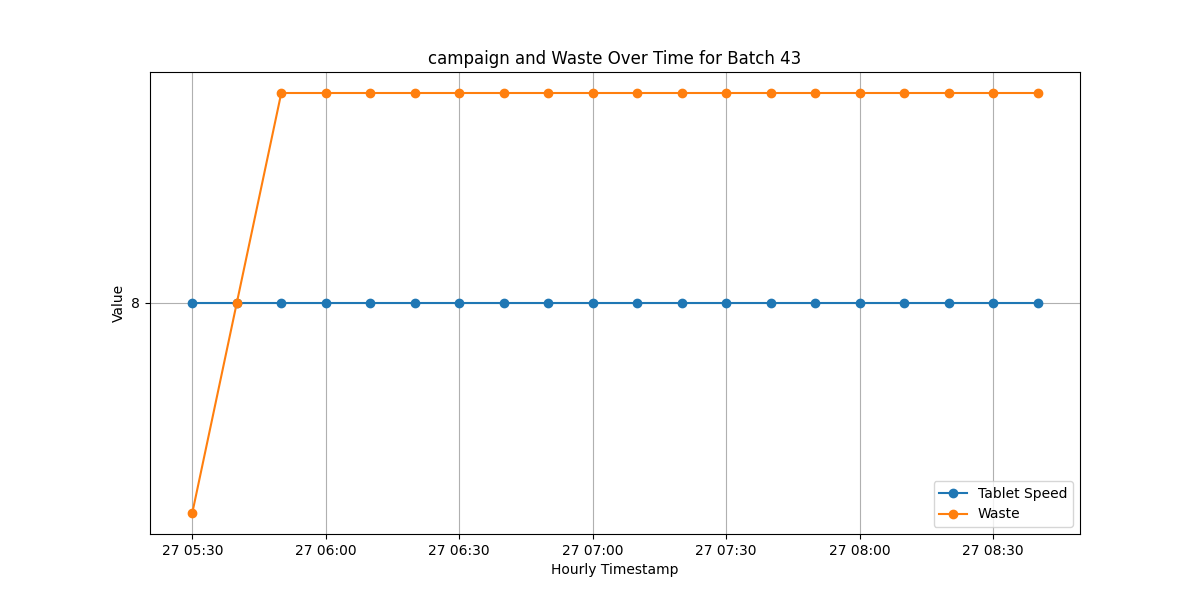 campaign and Waste Over Time for Batch 43
Value
8
Tablet Speed
Waste
27 05:30
27 06:00
27 06:30
27 07:00
27 07:30
27 08:00
27 08:30
Hourly Timestamp